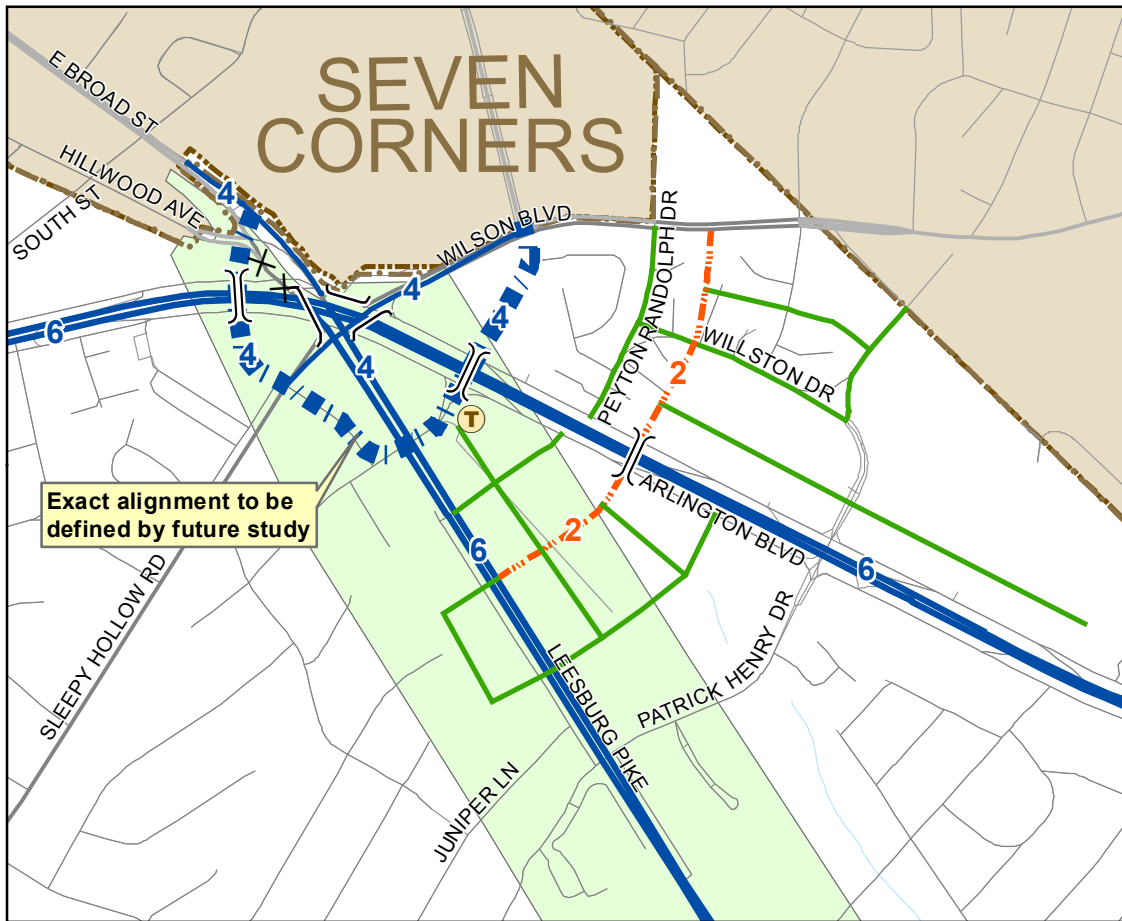 E BROAD ST
SEVEN
CORNERS
HILLWOOD AVE
SOUTH ST
4
WILSON BLVD
PEYTON RANDOLPH DR
4
4
6
4
4
WILLSTON DR
2
T
Exact alignment to be
defined by future study
ARLINGTON BLVD
2
6
6
SLEEPY HOLLOW RD
PATRICK HENRY DR
LEESBURG PIKE
JUNIPER LN